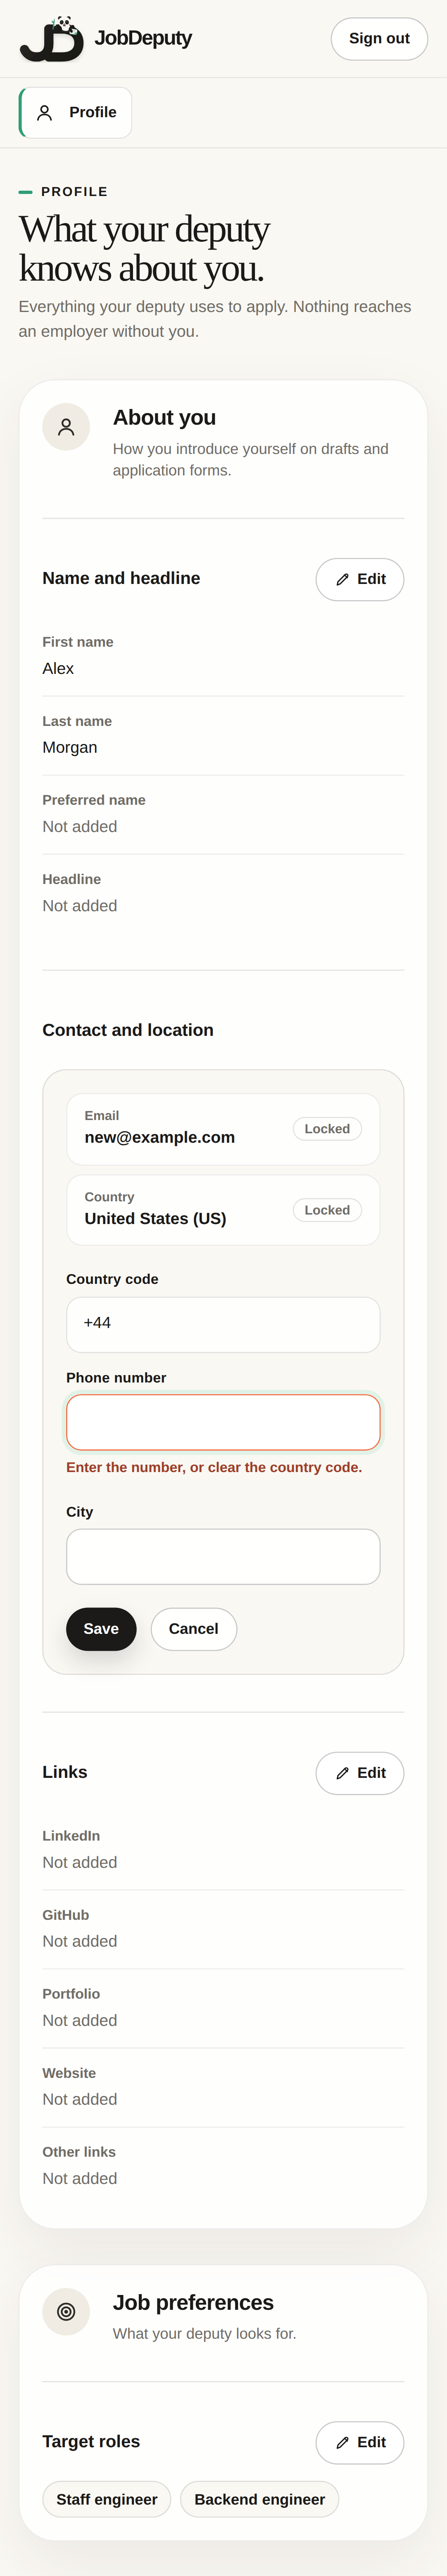 JobDeputy
Sign out
Profile
PROFILE
What your deputy
knows about you.
Everything your deputy uses to apply. Nothing reaches
an employer without you.
About you
How you introduce yourself on drafts and
application forms.
Name and headline
Edit
First name
Alex
Last name
Morgan
Preferred name
Not added
Headline
Not added
Contact and location
Email
new@example.com
Locked
Country
United States (US)
Locked
Country code
+44
Phone number
Enter the number, or clear the country code.
City
Save
Cancel
Links
Edit
LinkedIn
Not added
GitHub
Not added
Portfolio
Not added
Website
Not added
Other links
Not added
Job preferences
What your deputy looks for.
Target roles
Edit
Staff engineer
Backend engineer